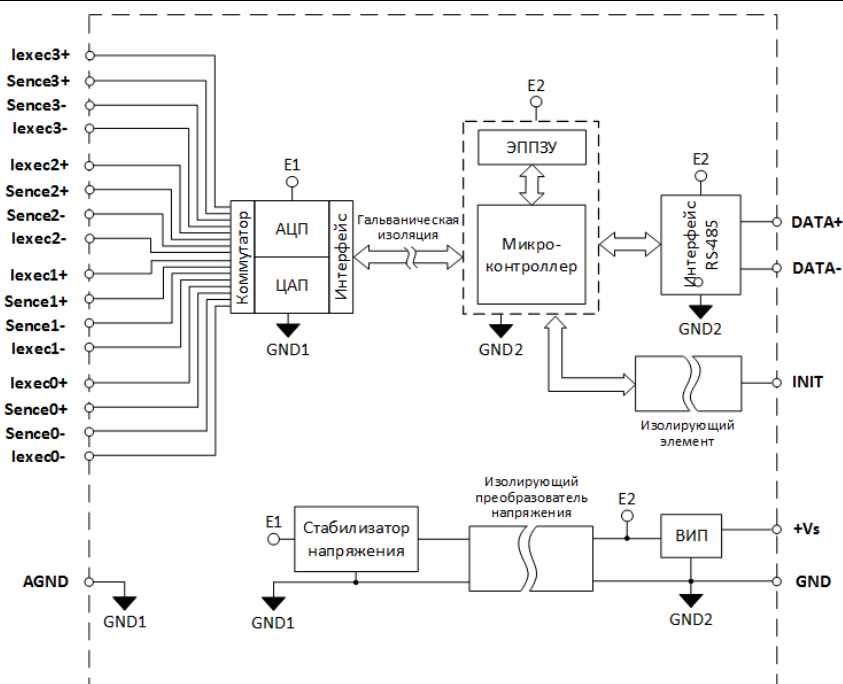 Iexec3+
Sence3+
Sence3-
Iexec3-
Iexec2+
Sence2+
Sence2-
Iexec2-
Iexec1+
Sence1+
Sence1-
Iexec1-
Iexec0+
Sence0+
Sence0-
Iexec0-
AGND
GND1
E1
Коммутатор
АЦП
ЦАП
Интерфейс
GND1
Гальваническая
изоляция
E2
ЭППЗУ
Микро-
контроллер
GND2
E2
Интерфейс
RS-485
GND2
DATA+
DATA-
INIT
Изолирующий
элемент
E1
Стабилизатор
напряжения
GND1
Изолирующий
преобразователь
напряжения
E2
ВИП
GND2
+Vs
GND